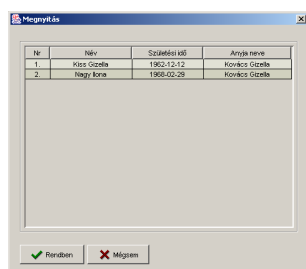 Megnyitás
Nr Név Születési idő Anyja neve
1. Kiss Gizella 1962-12-12 Kovács Gizella
2. Nagy Ilona 1968-02-29 Kovács Gizella
Rendben Mégsem